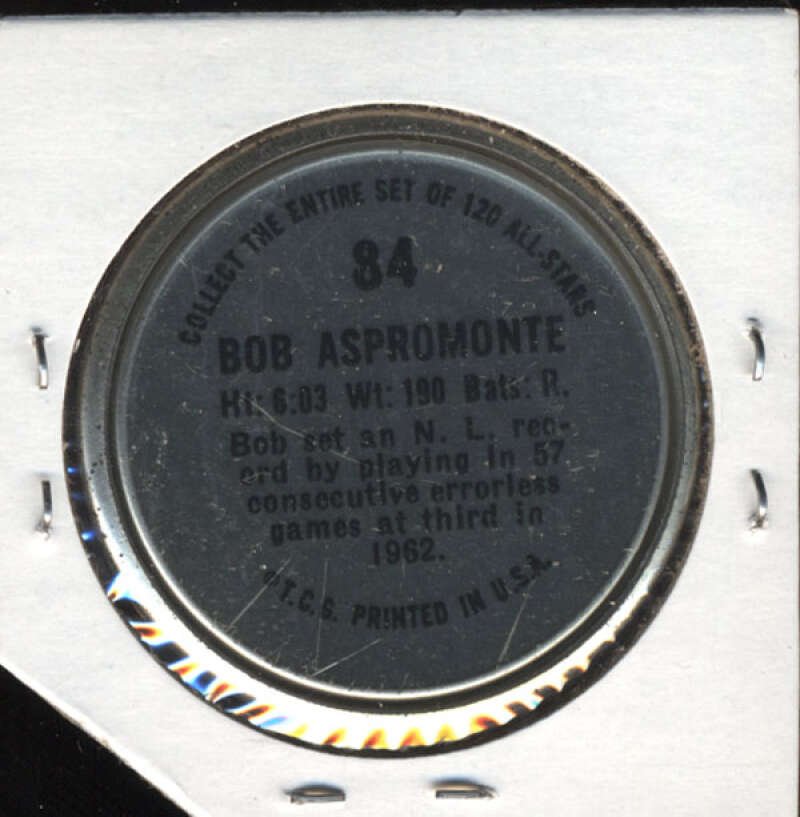 COLLECT THE ENTIRE SET OF 120 ALL-STARS
84
BOB ASPROMONTE
Ht: 6:03 Wt: 190 Bats: R.
Bob set an N. L. rec-
ord by playing in 57
consecutive errorless
games at third in
1962.
©T.C.G. PRINTED IN U.S.A.